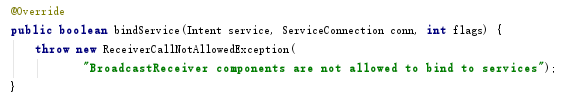 @Override
public boolean bindService(Intent service, ServiceConnection conn, int flags) {
throw new ReceiverCallNotAllowedException(
"BroadcastReceiver components are not allowed to bind to services");
}